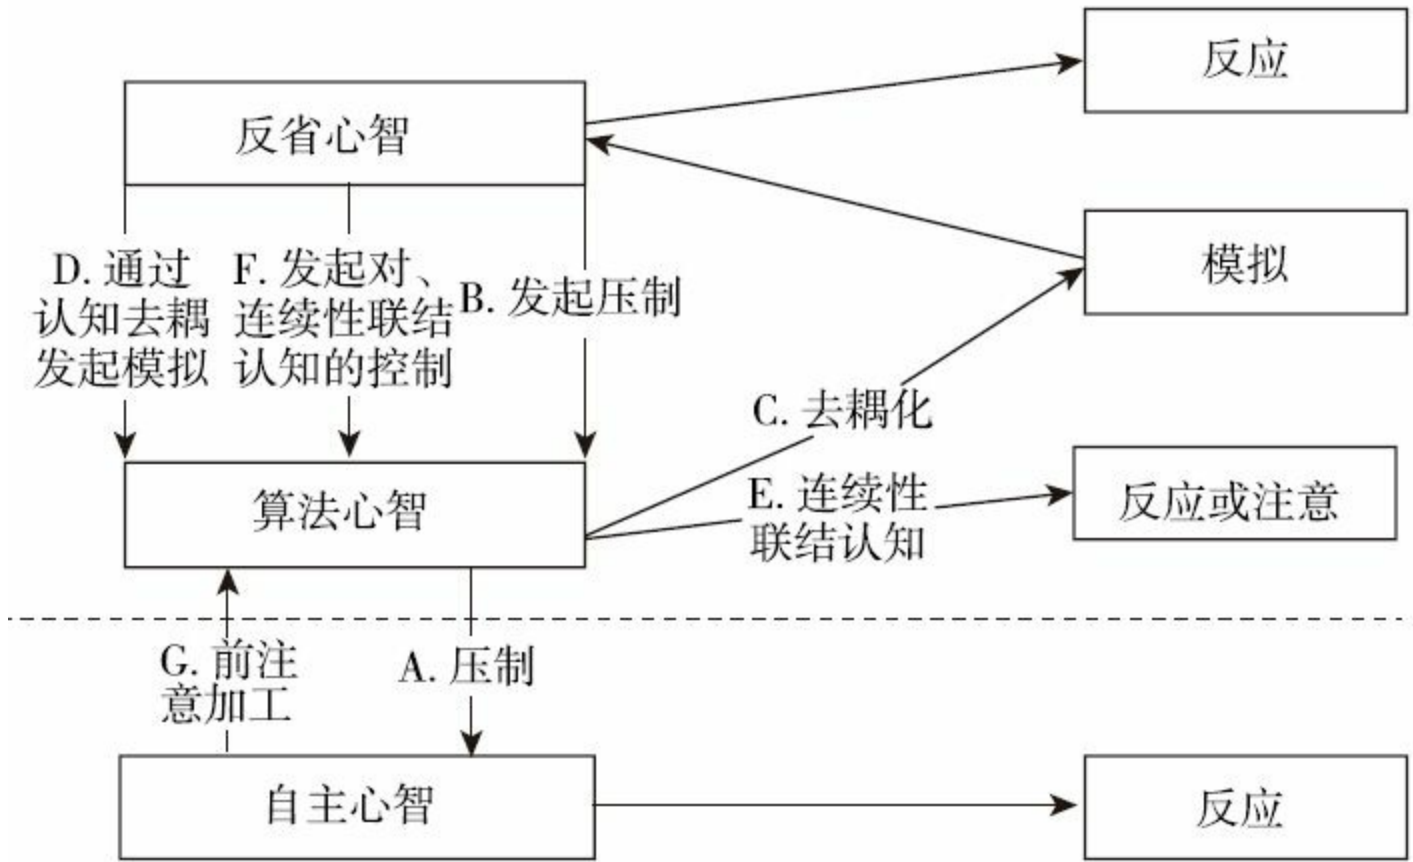 反应
反省心智
模拟
D. 通过
认知去耦
发起模拟
F. 发起对、
连续性联结
认知的控制
B. 发起压制
C. 去耦化
E. 连续性
联结认知
反应或注意
算法心智
G. 前注
意加工
A. 压制
自主心智
反应